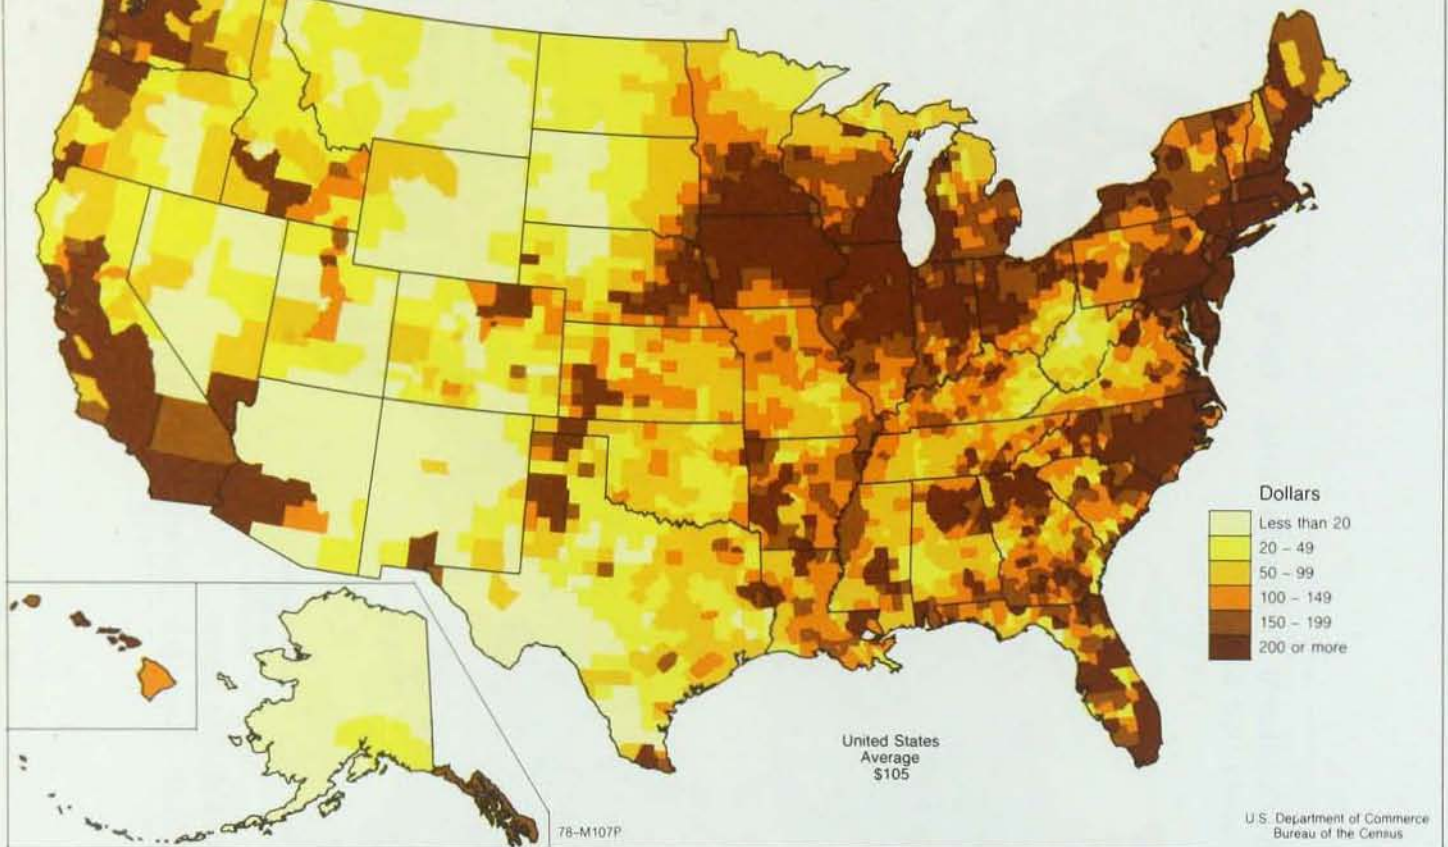 Dollars
Less than 20
20 – 49
50 – 99
100 – 149
150 – 199
200 or more
United States
Average
$105
78-M107P
U.S. Department of Commerce
Bureau of the Census